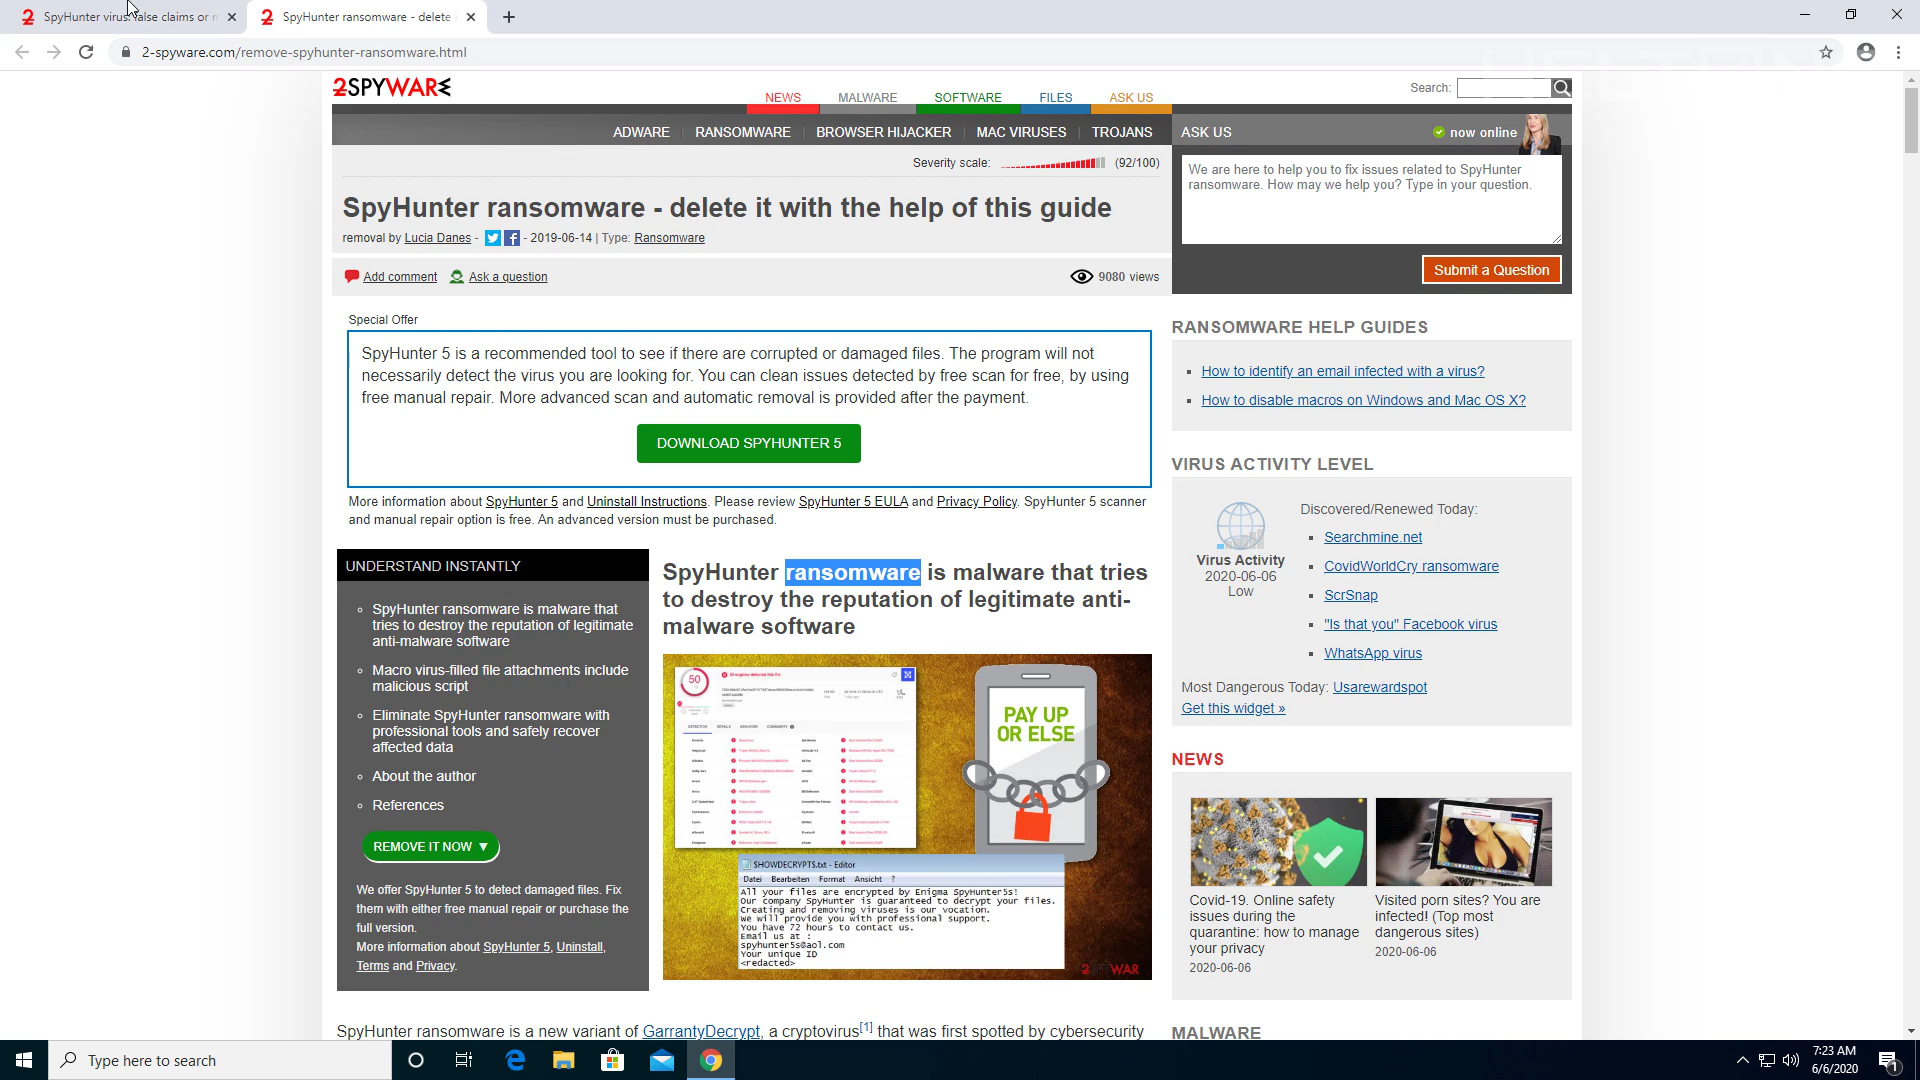 SpyHunter virus: false claims or m
SpyHunter ransomware - delete
2-spyware.com/remove-spyhunter-ransomware.html
2SPYWARE
NEWS
MALWARE
SOFTWARE
FILES
ASK US
Search:
ADWARE
RANSOMWARE
BROWSER HIJACKER
MAC VIRUSES
TROJANS
Severity scale:
(92/100)
SpyHunter ransomware - delete it with the help of this guide
removal by Lucia Danes - - 2019-06-14 | Type: Ransomware
Add comment
Ask a question
9080 views
ASK US
now online
We are here to help you to fix issues related to SpyHunter
ransomware. How may we help you? Type in your question.
Submit a Question
Special Offer
SpyHunter 5 is a recommended tool to see if there are corrupted or damaged files. The program will not
necessarily detect the virus you are looking for. You can clean issues detected by free scan for free, by using
free manual repair. More advanced scan and automatic removal is provided after the payment.
DOWNLOAD SPYHUNTER 5
More information about SpyHunter 5 and Uninstall Instructions. Please review SpyHunter 5 EULA and Privacy Policy. SpyHunter 5 scanner
and manual repair option is free. An advanced version must be purchased.
UNDERSTAND INSTANTLY
SpyHunter ransomware is malware that
tries to destroy the reputation of legitimate
anti-malware software
Macro virus-filled file attachments include
malicious script
Eliminate SpyHunter ransomware with
professional tools and safely recover
affected data
About the author
References
REMOVE IT NOW ▼
We offer SpyHunter 5 to detect damaged files. Fix
them with either free manual repair or purchase the
full version.
More information about SpyHunter 5, Uninstall,
Terms and Privacy.
SpyHunter ransomware is malware that tries
to destroy the reputation of legitimate anti-
malware software
50
50 engines detected this file
DETECTION
DETAILS
BEHAVIOR
COMMUNITY
PAY UP
OR ELSE
$HOWDECRYPT$.txt - Editor
Datei Bearbeiten Format Ansicht ?
All your files are encrypted by Enigma SpyHunter5s!
Our company SpyHunter is guaranteed to decrypt your files.
Creating and removing viruses is our vocation.
We will provide you with professional support.
You have 72 hours to contact us.
Email us at :
spyhunter5s@aol.com
Your unique ID
<redacted>
2SPYWAR
SpyHunter ransomware is a new variant of GarrantyDecrypt, a cryptovirus[1] that was first spotted by cybersecurity
RANSOMWARE HELP GUIDES
How to identify an email infected with a virus?
How to disable macros on Windows and Mac OS X?
VIRUS ACTIVITY LEVEL
Virus Activity
2020-06-06
Low
Discovered/Renewed Today:
Searchmine.net
CovidWorldCry ransomware
ScrSnap
"Is that you" Facebook virus
WhatsApp virus
Most Dangerous Today: Usarewardspot
Get this widget »
NEWS
Covid-19. Online safety
issues during the
quarantine: how to manage
your privacy
2020-06-06
Visited porn sites? You are
infected! (Top most
dangerous sites)
2020-06-06
MALWARE
Type here to search
7:23 AM
6/6/2020
1